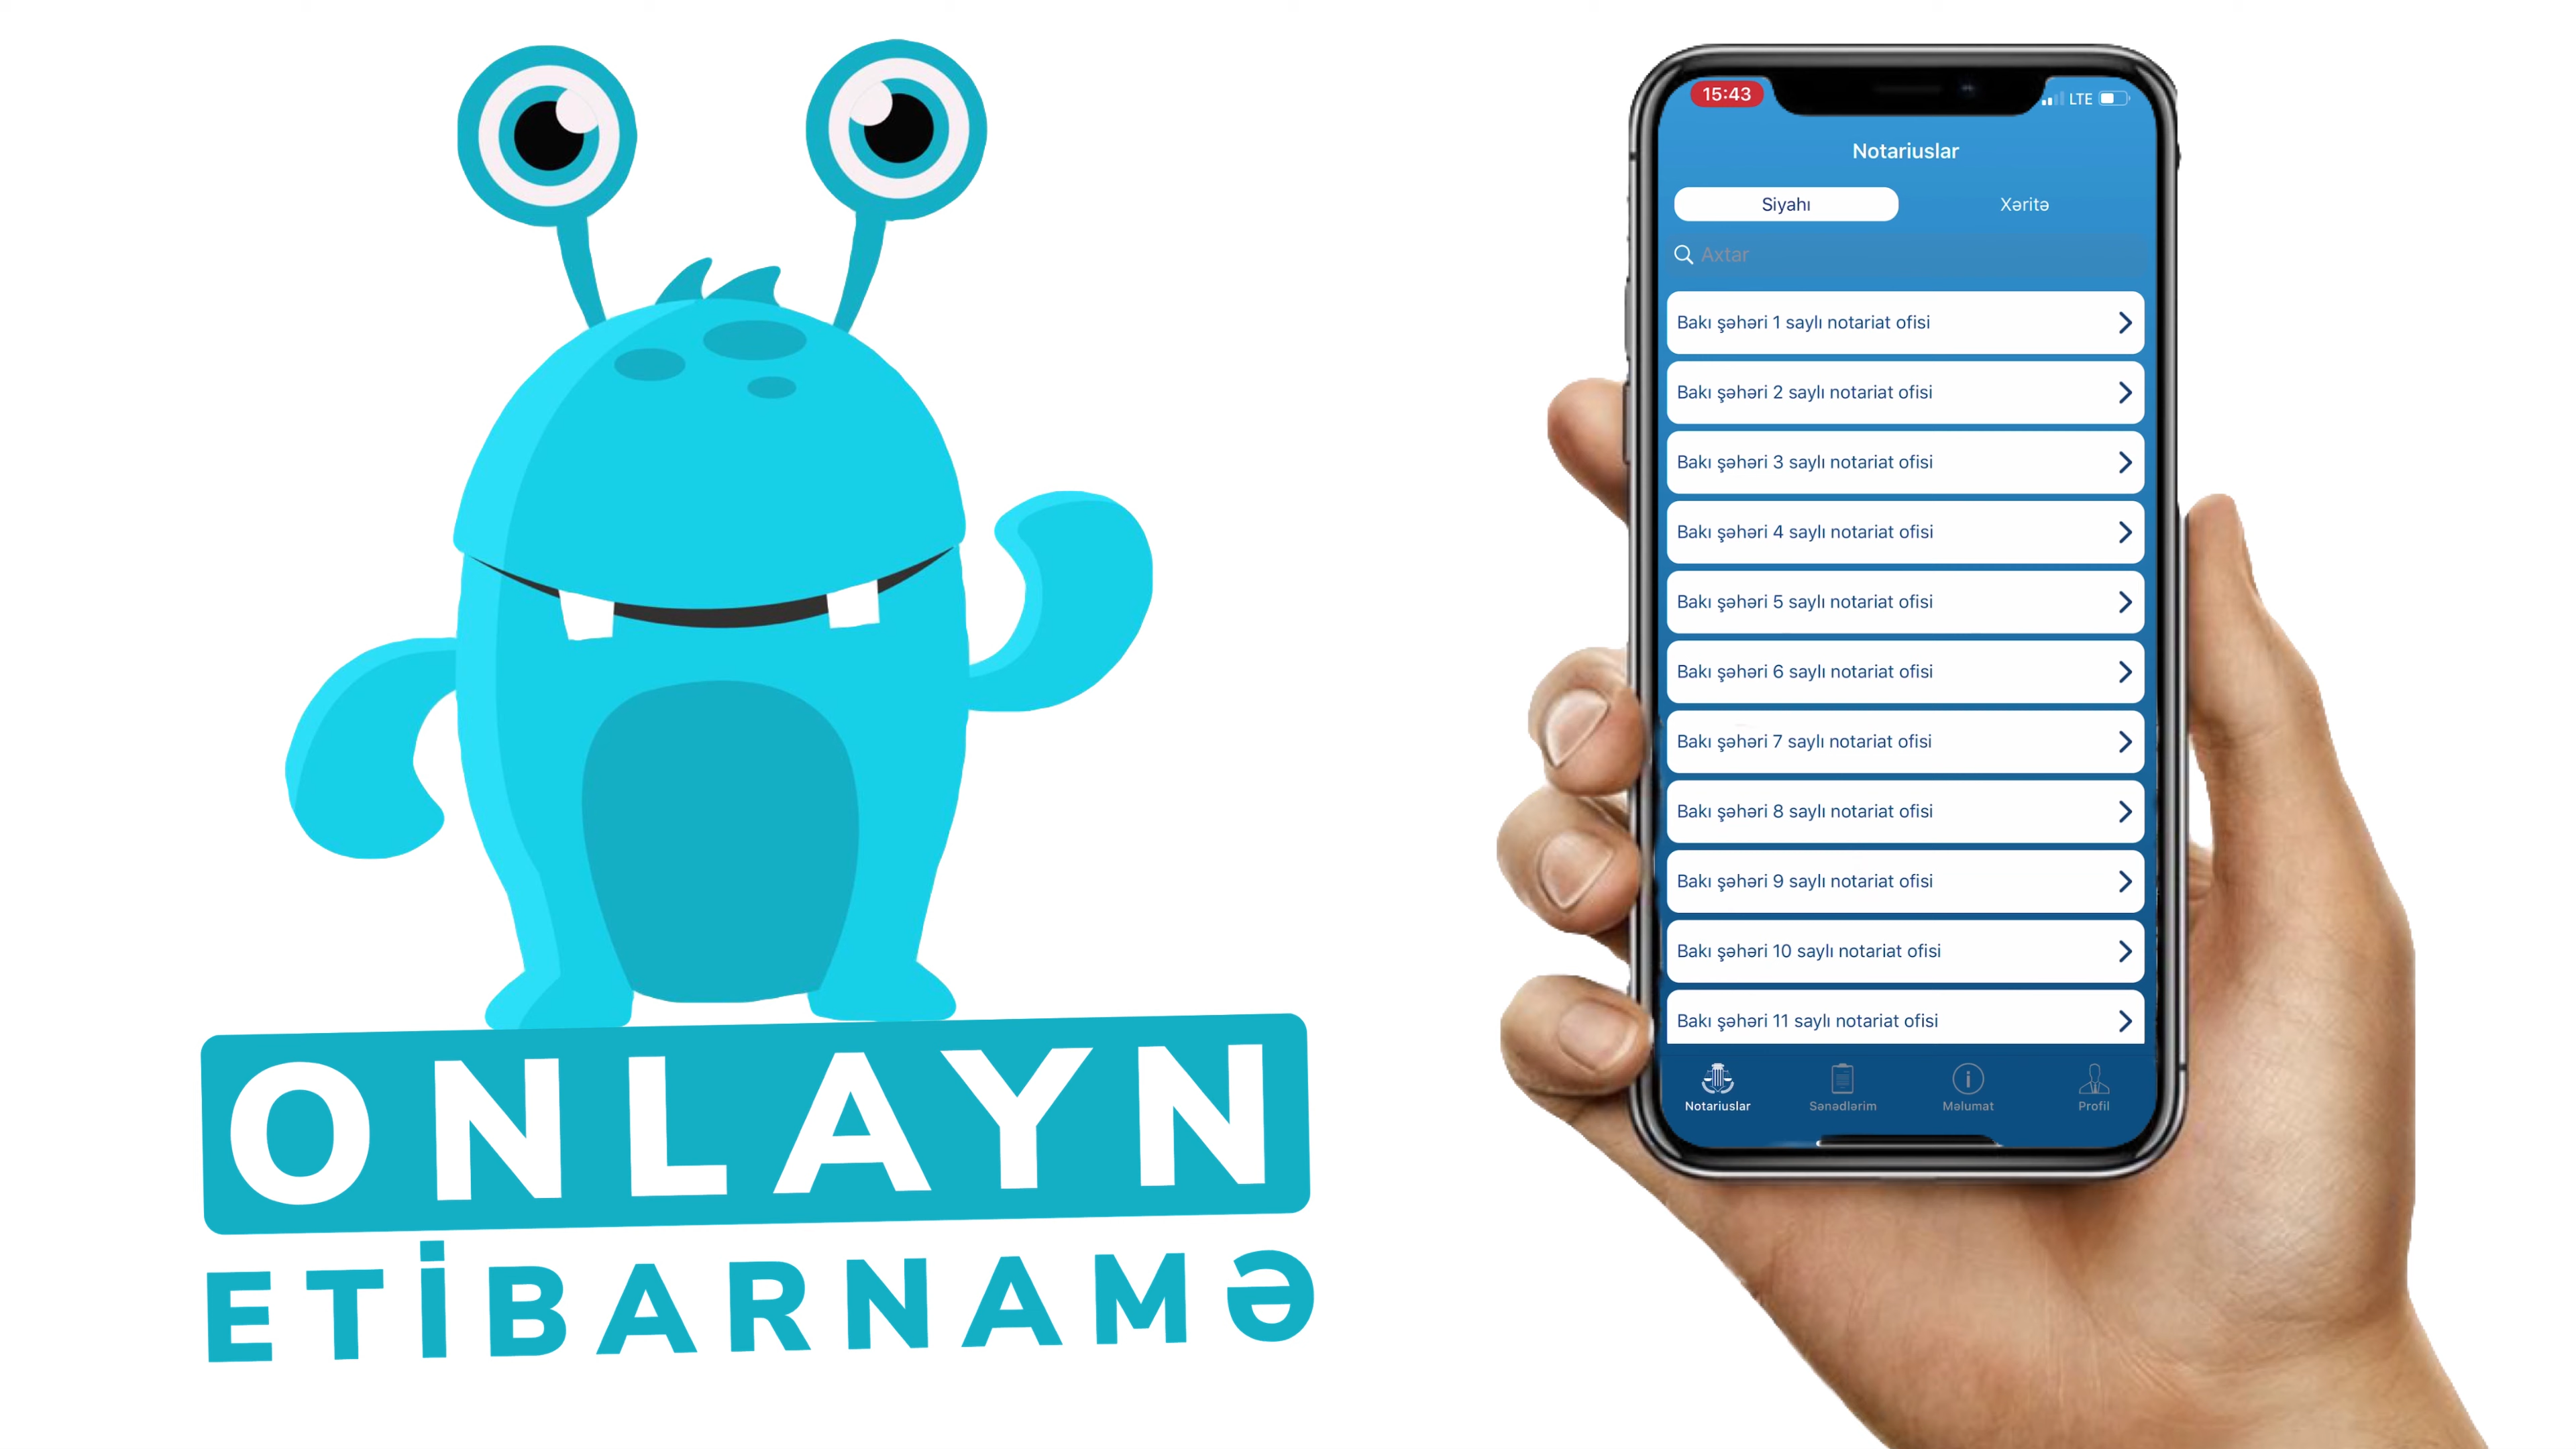 ONLAYN
ETİBARNAMƏ
15:43
LTE
Notariuslar
Siyahı
Xəritə
Axtar
Bakı şəhəri 1 saylı notariat ofisi
Bakı şəhəri 2 saylı notariat ofisi
Bakı şəhəri 3 saylı notariat ofisi
Bakı şəhəri 4 saylı notariat ofisi
Bakı şəhəri 5 saylı notariat ofisi
Bakı şəhəri 6 saylı notariat ofisi
Bakı şəhəri 7 saylı notariat ofisi
Bakı şəhəri 8 saylı notariat ofisi
Bakı şəhəri 9 saylı notariat ofisi
Bakı şəhəri 10 saylı notariat ofisi
Bakı şəhəri 11 saylı notariat ofisi
Notariuslar
Sənədlərim
Məlumat
Profil